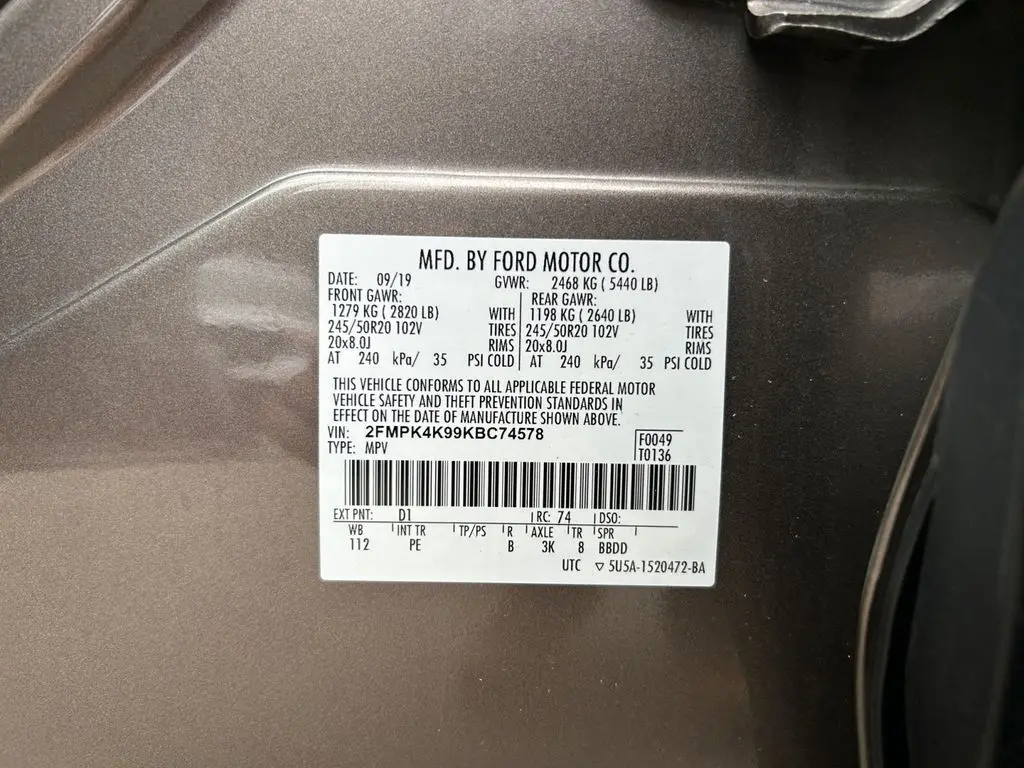 MFD. BY FORD MOTOR CO.
DATE: 09/19 GVWR: 2468 KG ( 5440 LB)
FRONT GAWR: REAR GAWR:
1279 KG ( 2820 LB) WITH 1198 KG ( 2640 LB) WITH
245/50R20 102V TIRES 245/50R20 102V TIRES
20x8.0J RIMS 20x8.0J RIMS
AT 240 kPa/ 35 PSI COLD AT 240 kPa/ 35 PSI COLD
THIS VEHICLE CONFORMS TO ALL APPLICABLE FEDERAL MOTOR
VEHICLE SAFETY AND THEFT PREVENTION STANDARDS IN
EFFECT ON THE DATE OF MANUFACTURE SHOWN ABOVE.
VIN: 2FMPK4K99KBC74578 F0049
TYPE: MPV T0136
EXT PNT: D1 RC: 74 DSO:
WB INT TR TP/PS R AXLE TR SPR
112 PE B 3K 8 BBDD
UTC ▽ 5U5A-1520472-BA